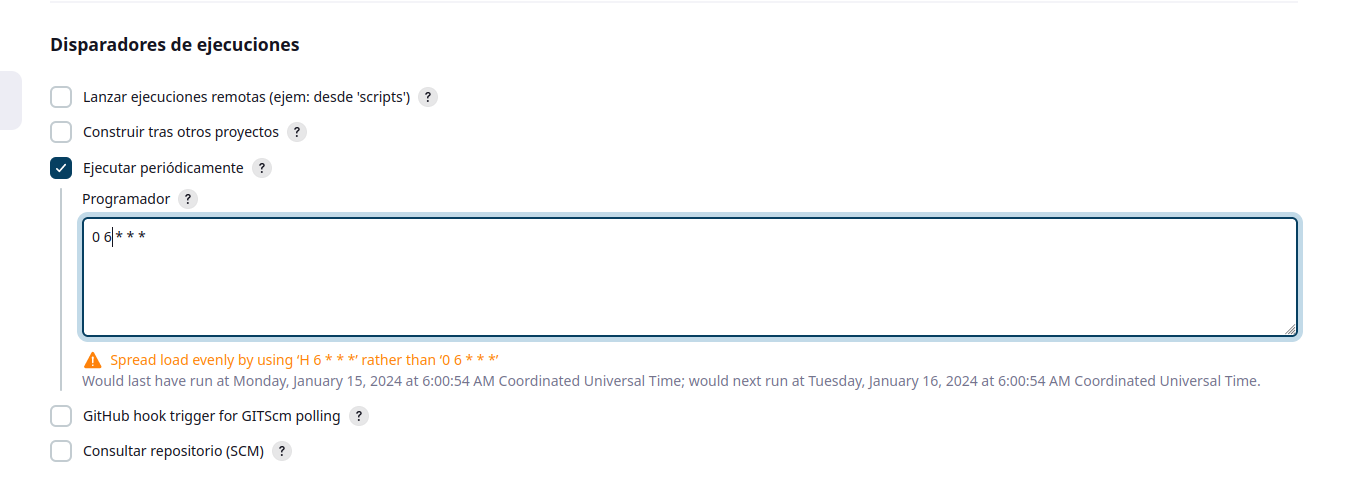 Disparadores de ejecuciones
Lanzar ejecuciones remotas (ejem: desde 'scripts') ?
Construir tras otros proyectos ?
Ejecutar periódicamente ?
Programador ?
0 6 * * *
Spread load evenly by using ‘H 6 * * *’ rather than ‘0 6 * * *’
Would last have run at Monday, January 15, 2024 at 6:00:54 AM Coordinated Universal Time; would next run at Tuesday, January 16, 2024 at 6:00:54 AM Coordinated Universal Time.
GitHub hook trigger for GITScm polling ?
Consultar repositorio (SCM) ?